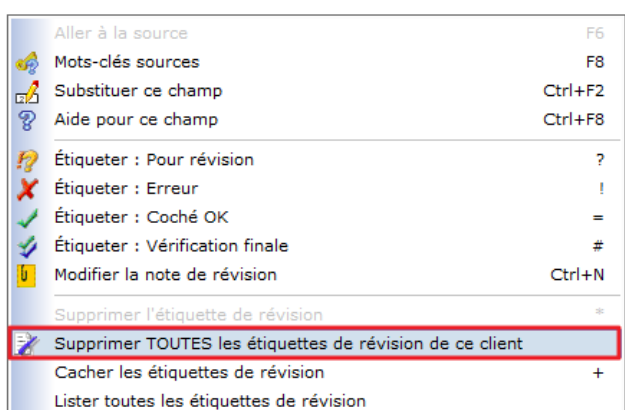 Aller à la source F6
Mots-clés sources F8
Substituer ce champ Ctrl+F2
Aide pour ce champ Ctrl+F8
Étiqueter : Pour révision ?
Étiqueter : Erreur !
Étiqueter : Coché OK =
Étiqueter : Vérification finale #
Modifier la note de révision Ctrl+N
Supprimer l'étiquette de révision *
Supprimer TOUTES les étiquettes de révision de ce client
Cacher les étiquettes de révision +
Lister toutes les étiquettes de révision